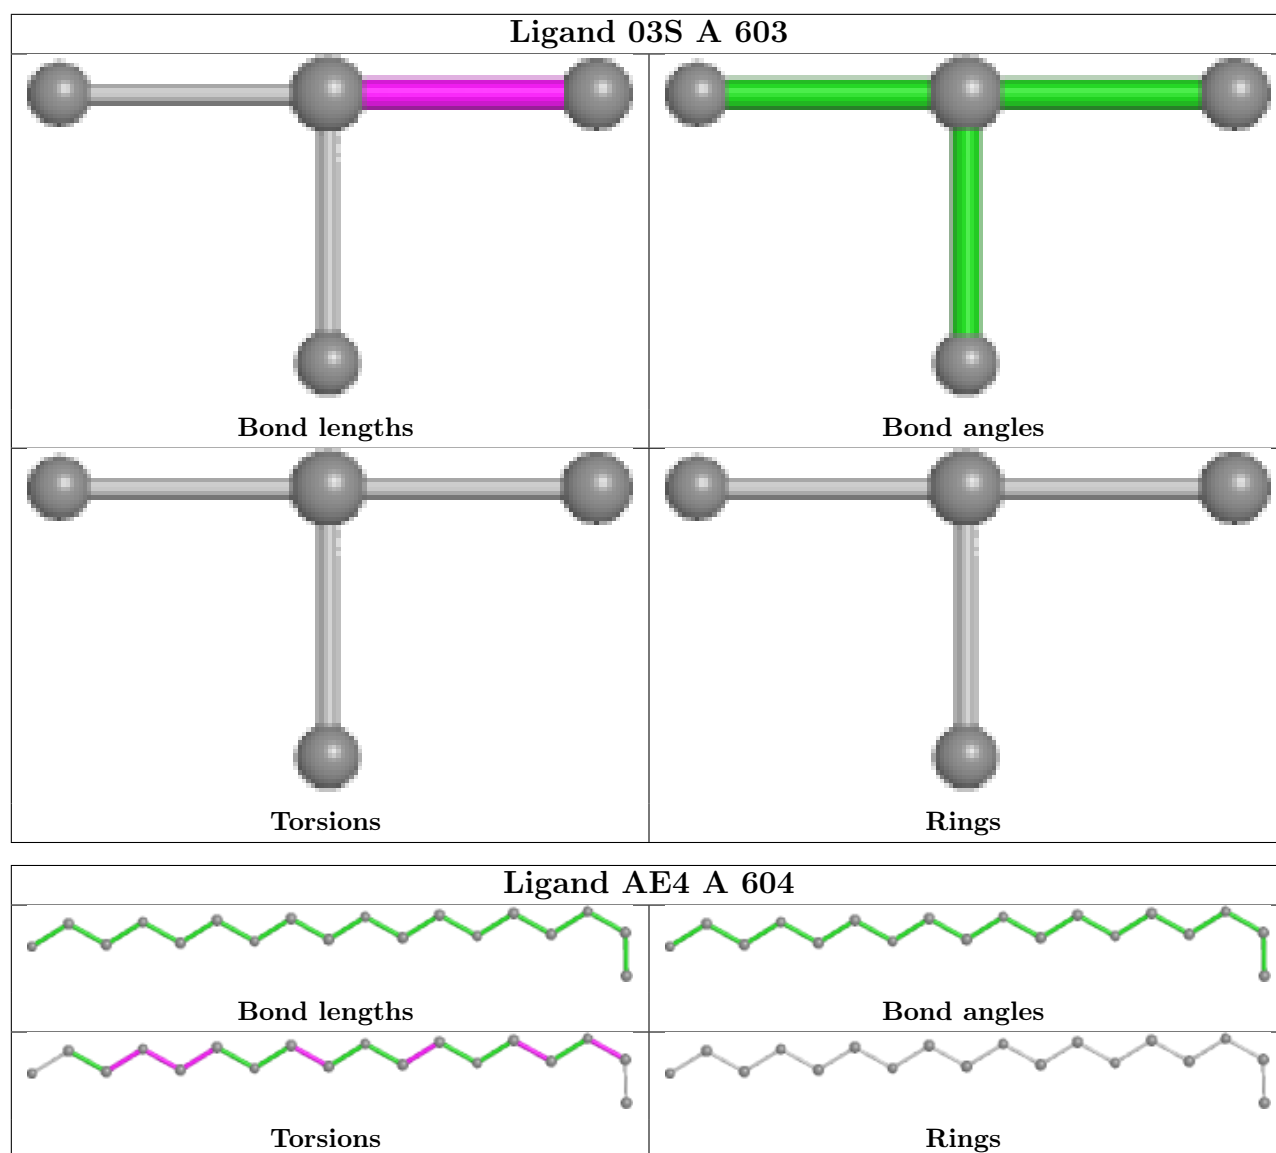 Ligand 03S A 603
Bond lengths
Bond angles
Torsions
Rings
Ligand AE4 A 604
Bond lengths
Bond angles
Torsions
Rings